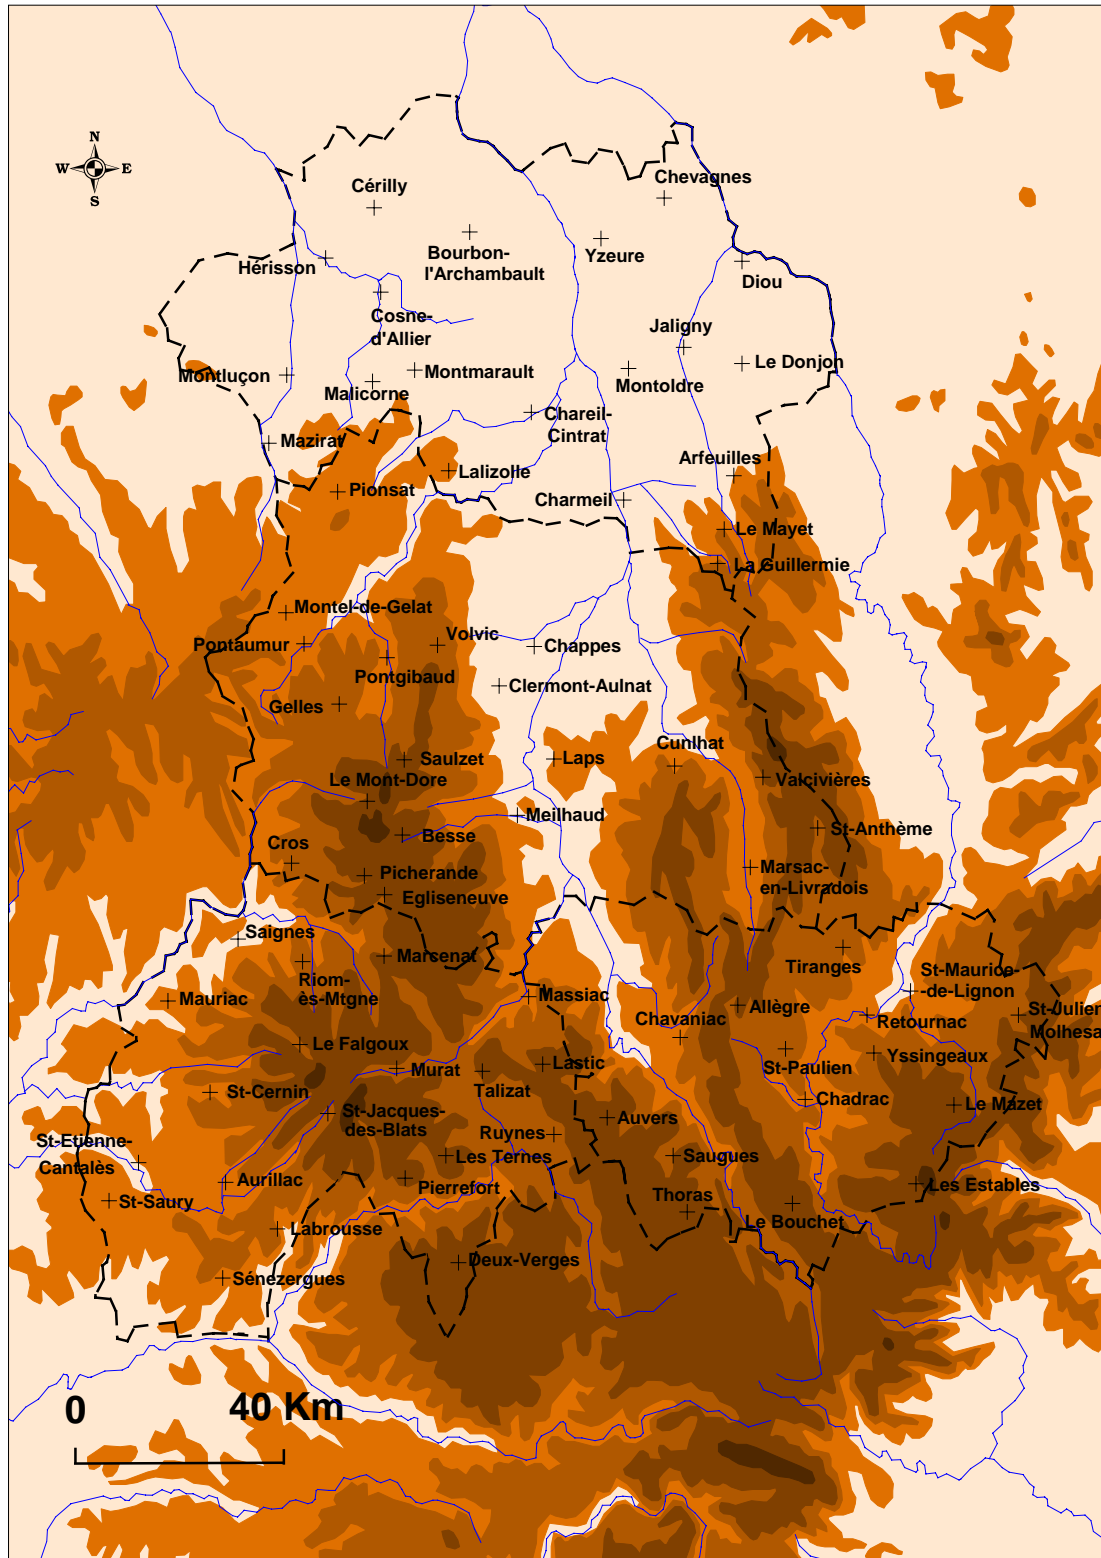 N
W E
S
Cérilly
Chevagnes
Bourbon-
l'Archambault
Yzeure
Hérisson
Diou
Cosne-
d'Allier
Jaligny
Le Donjon
Montluçon
Montmarault
Malicorne
Montoldre
Chareil-
Cintrat
Mazirat
Arfeuilles
Lalizolle
Pionsat
Charmeil
Le Mayet
La Guillermie
Montel-de-Gelat
Pontaumur
Volvic
Chappes
Pontgibaud
Clermont-Aulnat
Gelles
Cunlhat
Saulzet
Laps
Le Mont-Dore
Valcivières
Meilhaud
Besse
St-Anthème
Cros
Picherande
Marsac-
en-Livradois
Egliseneuve
Saignes
Marcenat
Tiranges
Riom-
ès-Mtgne
St-Maurice-
-de-Lignon
Mauriac
Massiac
Allègre
St-Julien
Molhesa
Chavaniac
Retournac
Le Falgoux
Yssingeaux
Lastic
St-Paulien
Murat
Talizat
St-Cernin
Chadrac
Le Mazet
St-Jacques-
des-Blats
Auvers
Ruynes
St-Etienne-
Cantalès
Les Ternes
Saugues
Aurillac
Pierrefort
Les Estables
St-Saury
Thoras
Le Bouchet
Labrousse
Deux-Verges
Sénezergues
0 40 Km